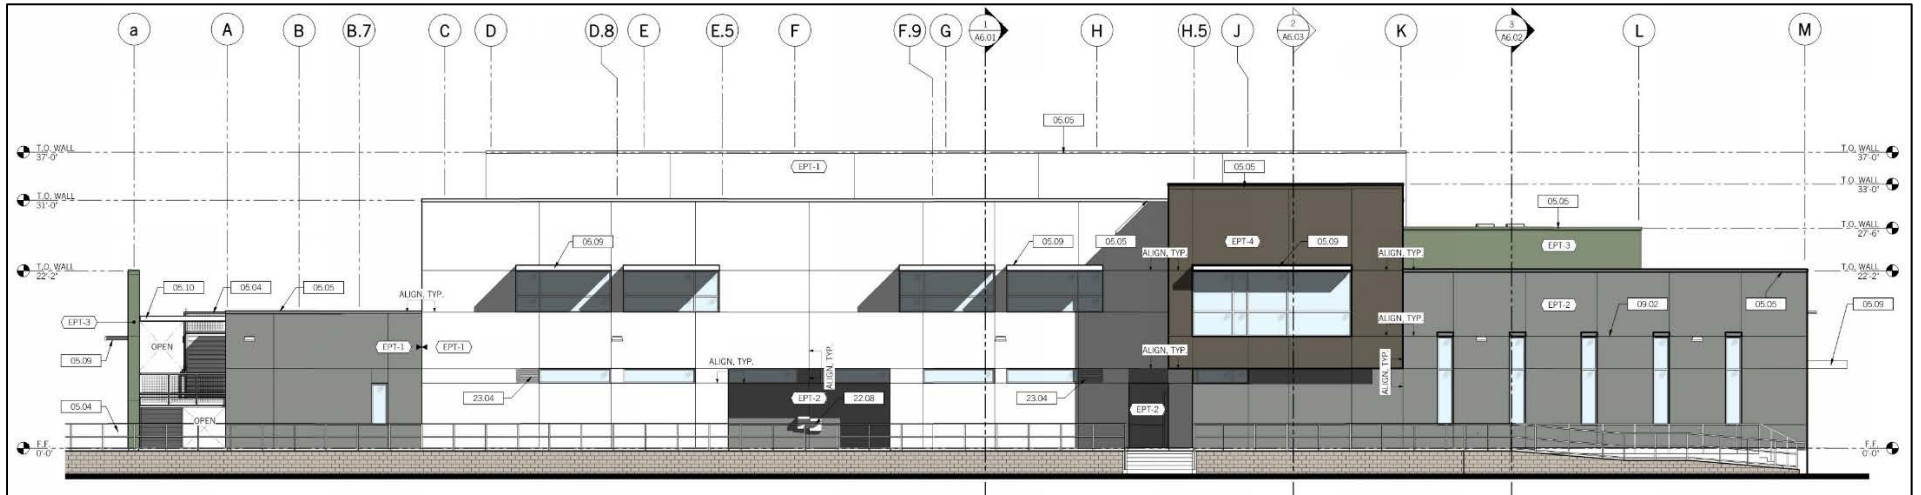 a
A
B
B.7
C
D
D.8
E
E.5
F
F.9
G
1
A6.01
H
H.5
J
2
A6.03
K
3
A6.02
L
M
05.05
T.O. WALL
37'-0"
EPT-1
T.O. WALL
37'-0"
05.05
T.O. WALL
33'-0"
T.O. WALL
31'-0"
05.05
T.O. WALL
27'-6"
05.09
05.09
05.05
EPT-4
05.09
EPT-3
ALIGN, TYP.
ALIGN, TYP.
T.O. WALL
22'-2"
T.O. WALL
22'-2"
05.10
05.04
05.05
ALIGN, TYP.
EPT-2
09.02
05.05
05.09
EPT-3
ALIGN, TYP.
OPEN
EPT-1
EPT-1
ALIGN, TYP.
ALIGN, TYP.
ALIGN, TYP.
ALIGN, TYP.
05.09
23.04
EPT-2
22.08
23.04
EPT-2
05.04
OPEN
F.F.
0'-0"
F.F.
0'-0"